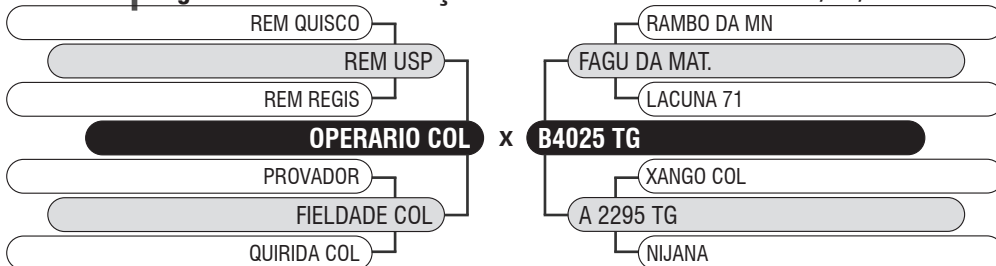 REM QUISCO RAMBO DA MN
REM USP FAGU DA MAT.
REM REGIS LACUNA 71
OPERARIO COL x B4025 TG
PROVADOR XANGO COL
FIELDADE COL A 2295 TG
QUIRIDA COL NIJANA